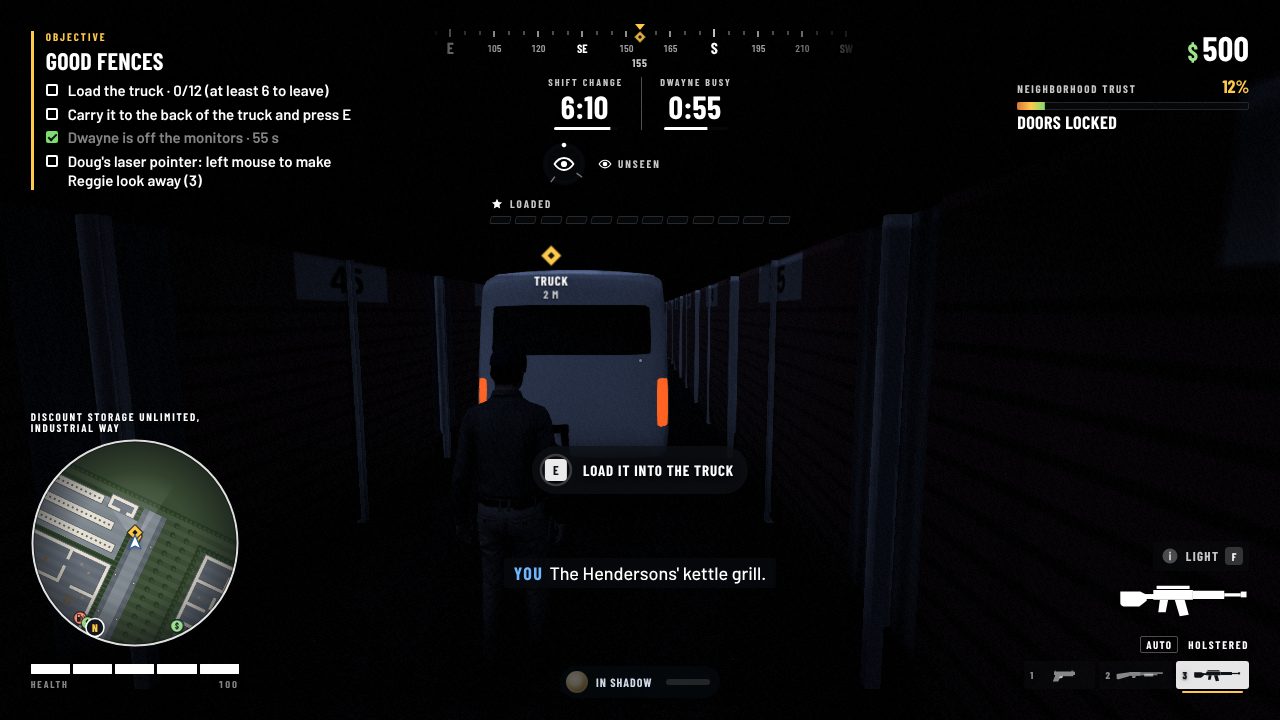 OBJECTIVE
GOOD FENCES
Load the truck · 0/12 (at least 6 to leave)
Carry it to the back of the truck and press E
Dwayne is off the monitors · 55 s
Doug's laser pointer: left mouse to make
Reggie look away (3)
E 105 120 SE 150 165 S 195 210 SW
155
SHIFT CHANGE DWAYNE BUSY
6:10 0:55
UNSEEN
LOADED
$500
NEIGHBORHOOD TRUST 12%
DOORS LOCKED
45
5
TRUCK
2 M
E LOAD IT INTO THE TRUCK
YOU The Hendersons' kettle grill.
DISCOUNT STORAGE UNLIMITED,
INDUSTRIAL WAY
N
$
HEALTH 100
IN SHADOW
LIGHT F
AUTO HOLSTERED
1 2 3